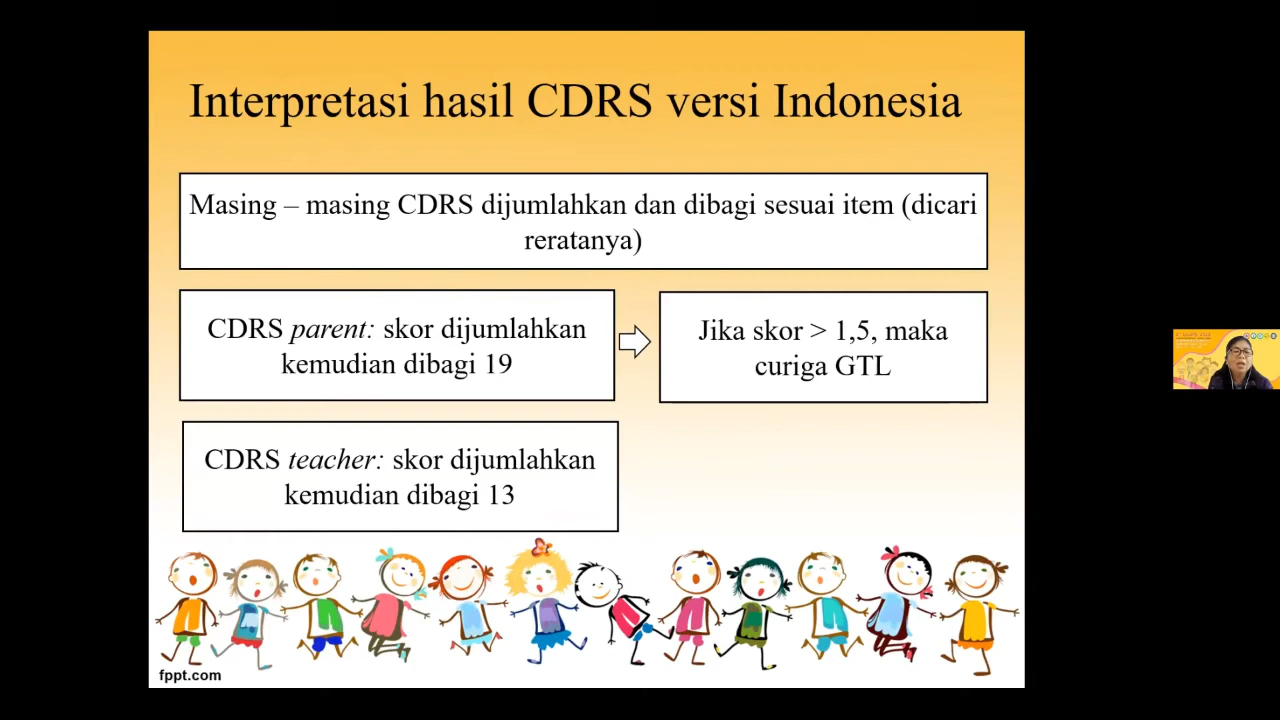 Interpretasi hasil CDRS versi Indonesia
Masing – masing CDRS dijumlahkan dan dibagi sesuai item (dicari
reratanya)
CDRS parent: skor dijumlahkan
kemudian dibagi 19
Jika skor > 1,5, maka
curiga GTL
CDRS teacher: skor dijumlahkan
kemudian dibagi 13
fppt.com